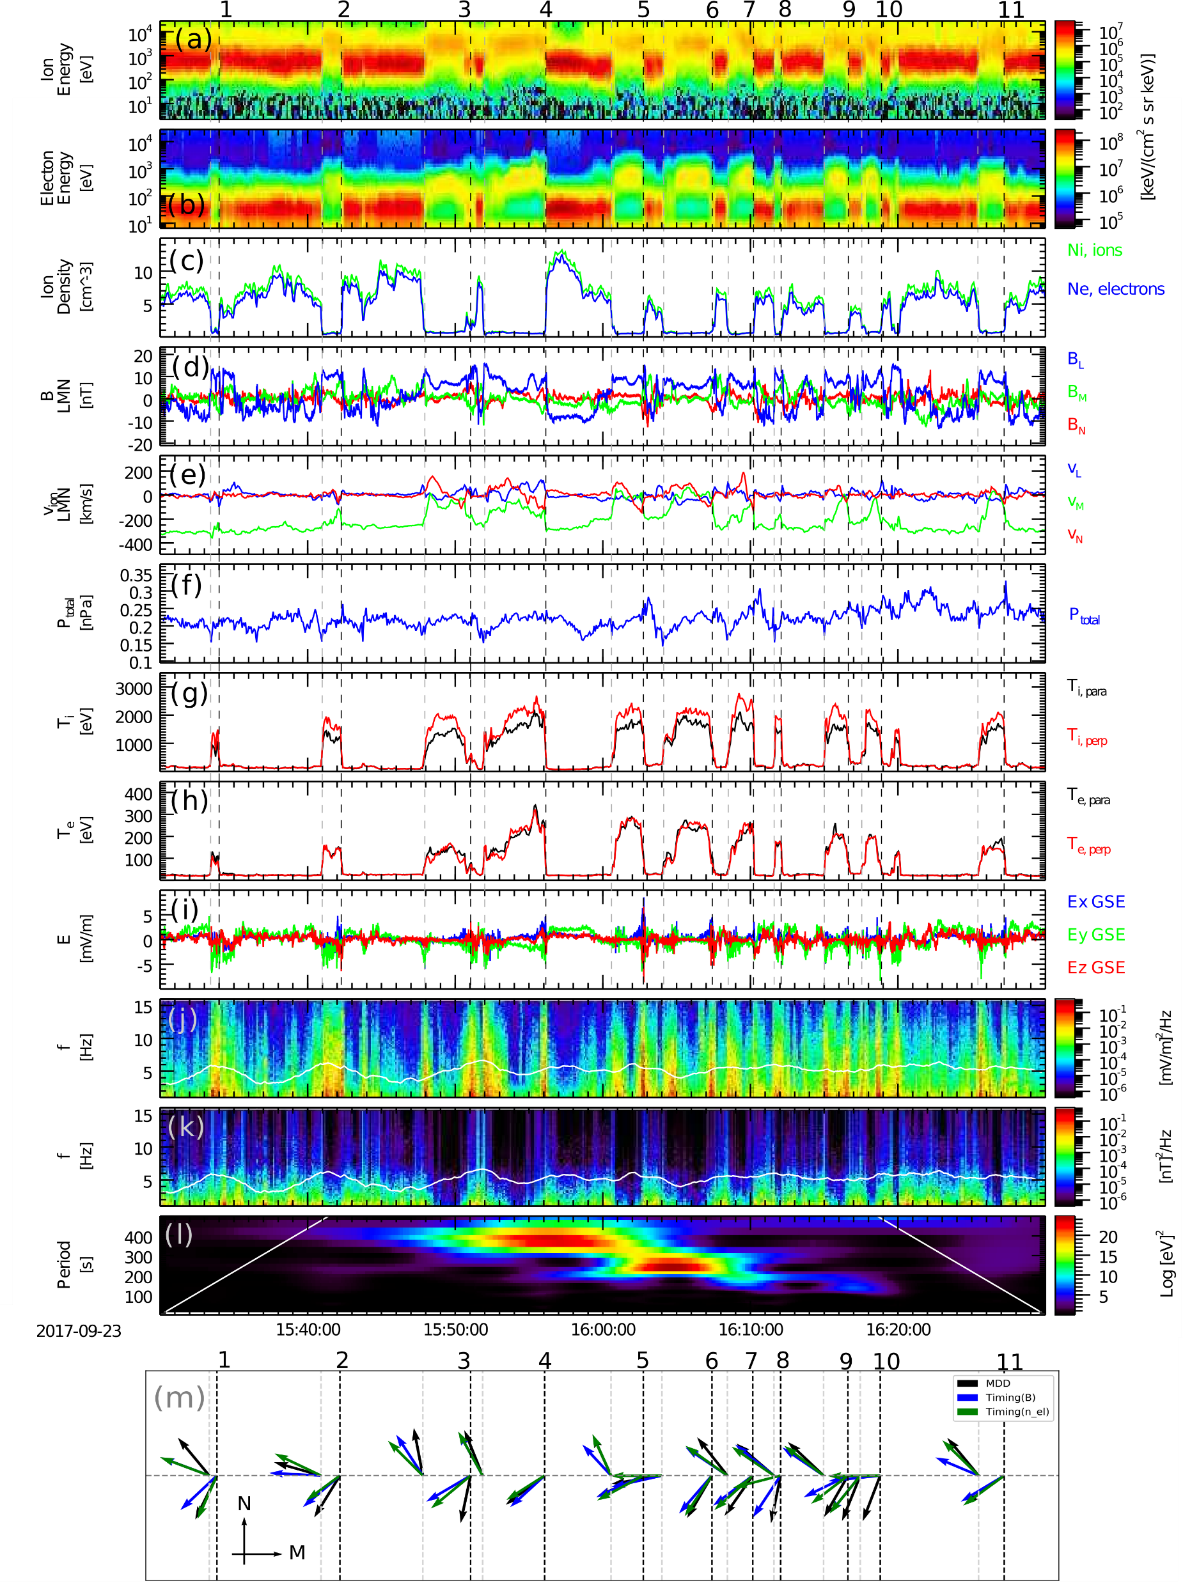 1 2 3 4 5 6 7 8 9 10 11
(a)
Ion
Energy
[eV]
10^4
10^3
10^2
10^1
10^7
10^6
10^5
10^4
10^3
10^2
(b)
Electon
Energy
[eV]
10^4
10^3
10^2
10^1
10^8
10^7
10^6
10^5
[keV/(cm^2 s sr keV)]
(c)
Ion
Density
[cm^3]
10
5
Ni, ions
Ne, electrons
(d)
B
LMN
[nT]
20
10
0
-10
-20
B_L
B_M
B_N
(e)
v_ion
LMN
[km/s]
200
0
-200
-400
v_L
v_M
v_N
(f)
P_total
[nPa]
0.35
0.3
0.25
0.2
0.15
0.1
P_total
(g)
T_i
[eV]
3000
2000
1000
T_i, para
T_i, perp
(h)
T_e
[eV]
400
300
200
100
T_e, para
T_e, perp
(i)
E
[mV/m]
5
0
-5
Ex GSE
Ey GSE
Ez GSE
(j)
f
[Hz]
15
10
5
10^-1
10^-2
10^-3
10^-4
10^-5
10^-6
[mV/m]^2/Hz
(k)
f
[Hz]
15
10
5
10^-1
10^-2
10^-3
10^-4
10^-5
10^-6
[nT]^2/Hz
(l)
Period
[s]
400
300
200
100
20
15
10
5
Log [eV]^2
2017-09-23 15:40:00 15:50:00 16:00:00 16:10:00 16:20:00
1 2 3 4 5 6 7 8 9 10 11
(m)
MDD
Timing(B)
Timing(n_el)
N
M